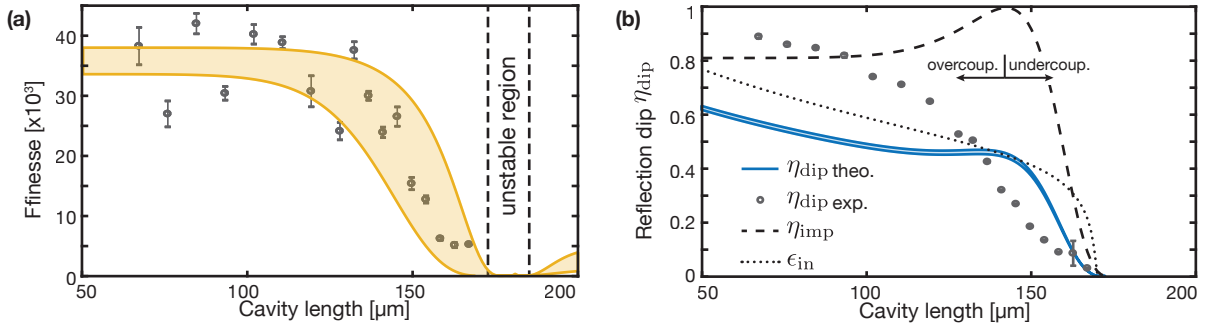 (a)
Ffinesse [x10³]
40
30
20
10
0
50
100
150
200
Cavity length [µm]
unstable region
(b)
Reflection dip ηdip
1
0.8
0.6
0.4
0.2
0
50
100
150
200
Cavity length [µm]
overcoup.
undercoup.
ηdip theo.
ηdip exp.
ηimp
ϵin